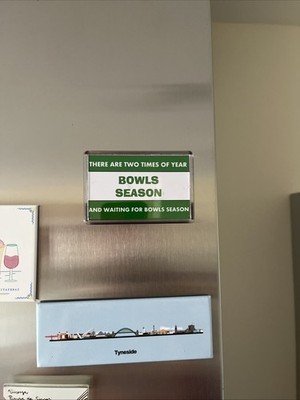 THERE ARE TWO TIMES OF YEAR
BOWLS
SEASON
AND WAITING FOR BOWLS SEASON
Tyneside